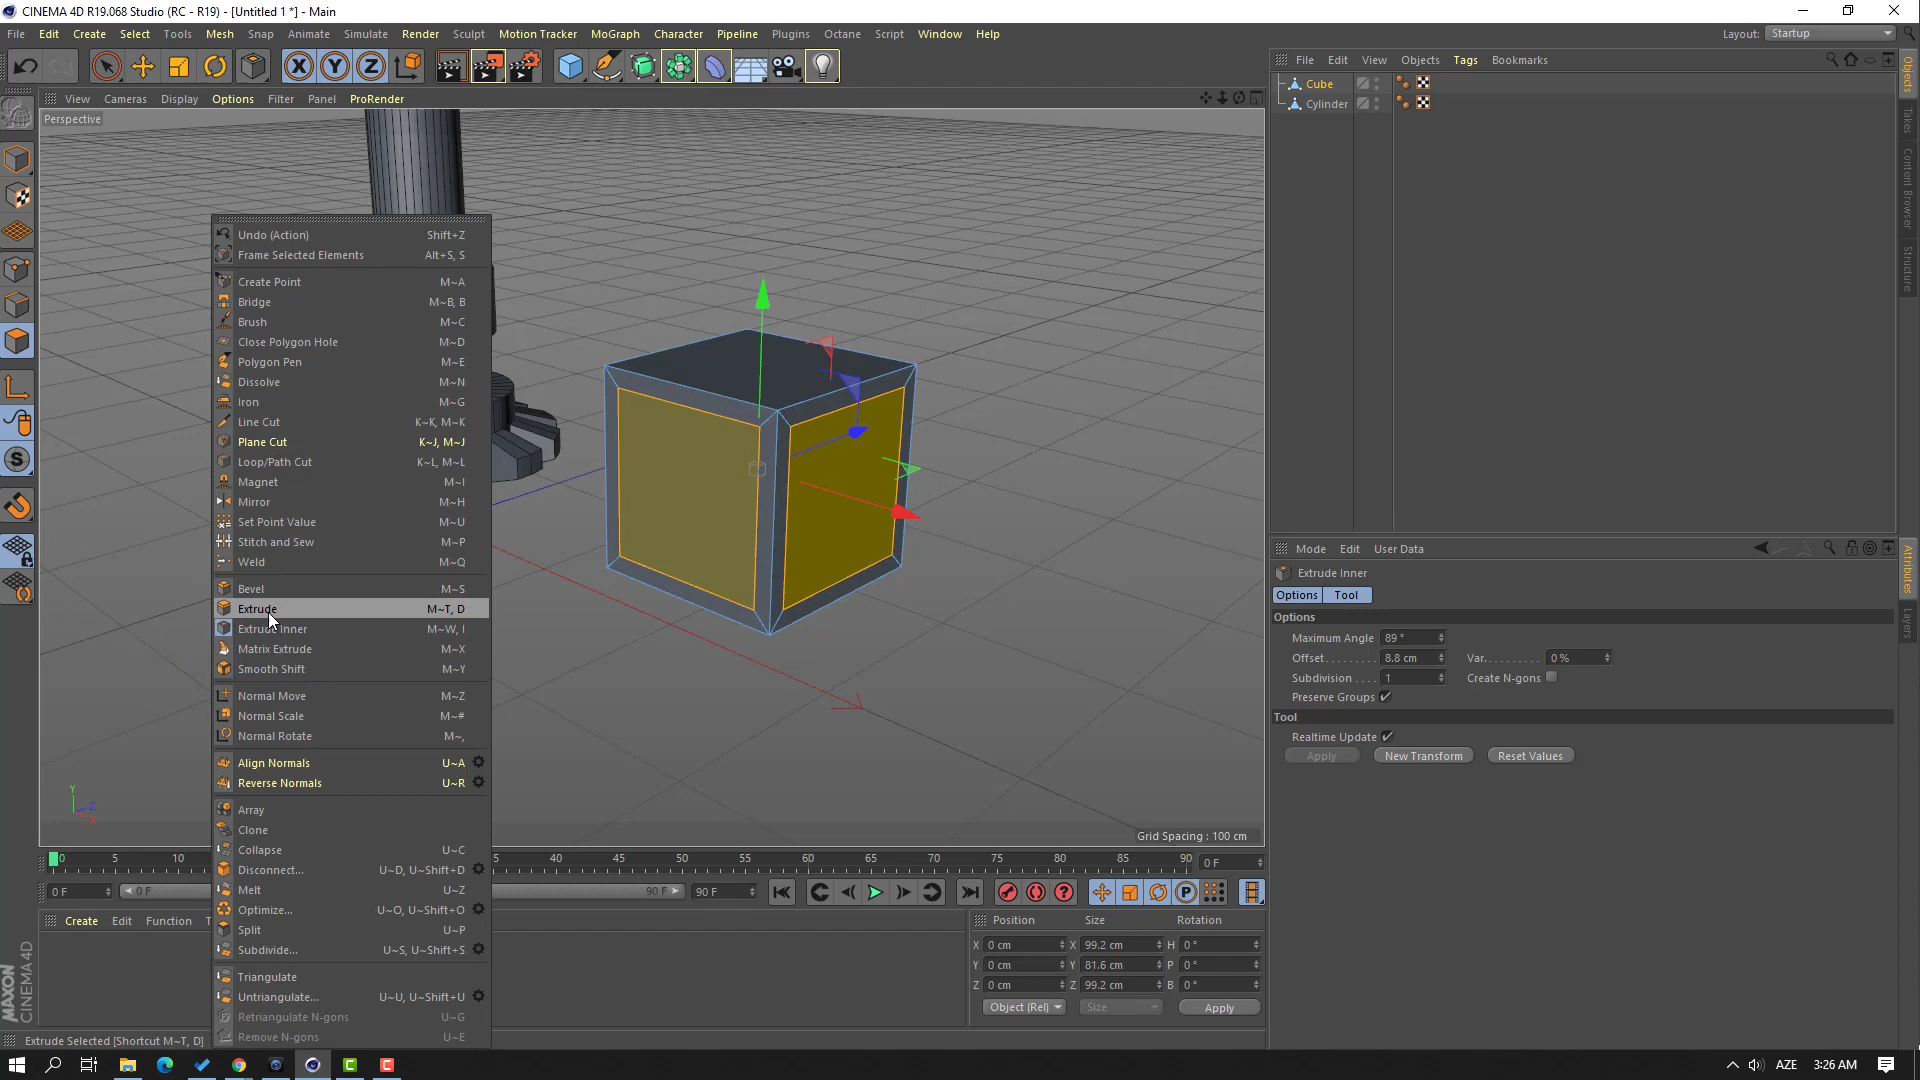 CINEMA 4D R19.068 Studio (RC - R19) - [Untitled 1 *] - Main
File Edit Create Select Tools Mesh Snap Animate Simulate Render Sculpt Motion Tracker MoGraph Character Pipeline Plugins Octane Script Window Help
Layout: Startup
View Cameras Display Options Filter Panel ProRender
Perspective
Undo (Action) Shift+Z
Frame Selected Elements Alt+S, S
Create Point M~A
Bridge M~B, B
Brush M~C
Close Polygon Hole M~D
Polygon Pen M~E
Dissolve M~N
Iron M~G
Line Cut K~K, M~K
Plane Cut K~J, M~J
Loop/Path Cut K~L, M~L
Magnet M~I
Mirror M~H
Set Point Value M~U
Stitch and Sew M~P
Weld M~Q
Bevel M~S
Extrude M~T, D
Extrude Inner M~W, I
Matrix Extrude M~X
Smooth Shift M~Y
Normal Move M~Z
Normal Scale M~#
Normal Rotate M~,
Align Normals U~A
Reverse Normals U~R
Array
Clone
Collapse U~C
Disconnect... U~D, U~Shift+D
Melt U~Z
Optimize... U~O, U~Shift+O
Split U~P
Subdivide... U~S, U~Shift+S
Triangulate
Untriangulate... U~U, U~Shift+U
Retriangulate N-gons U~G
Remove N-gons U~E
Y
Z
X
Grid Spacing : 100 cm
0 5 10 35 40 45 50 55 60 65 70 75 80 85 90 0 F
0 F 0 F 90 F 90 F
Create Edit Function T
Position Size Rotation
X 0 cm X 99.2 cm H 0 °
Y 0 cm Y 81.6 cm P 0 °
Z 0 cm Z 99.2 cm B 0 °
Object (Rel) Size Apply
MAXON
CINEMA 4D
Extrude Selected [Shortcut M~T, D]
File Edit View Objects Tags Bookmarks
Cube
Cylinder
Objects
Takes
Content Browser
Structure
Mode Edit User Data
Extrude Inner
Options Tool
Options
Maximum Angle 89 °
Offset........ 8.8 cm Var.......... 0 %
Subdivision .... 1 Create N-gons
Preserve Groups
Tool
Realtime Update
Apply New Transform Reset Values
Attributes
Layers
AZE 3:26 AM